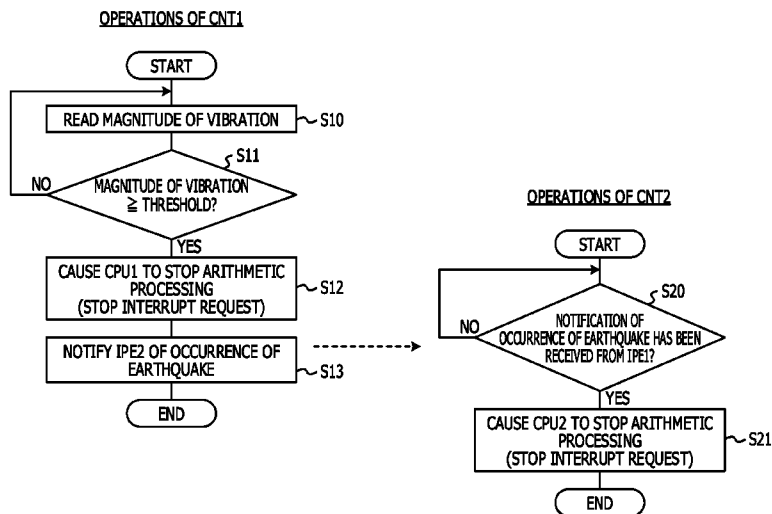 OPERATIONS OF CNT1
START
READ MAGNITUDE OF VIBRATION
S10
S11
NO
MAGNITUDE OF VIBRATION
≧ THRESHOLD?
YES
CAUSE CPU1 TO STOP ARITHMETIC
PROCESSING
(STOP INTERRUPT REQUEST)
S12
NOTIFY IPE2 OF OCCURRENCE OF
EARTHQUAKE
S13
END
OPERATIONS OF CNT2
START
S20
NO
NOTIFICATION OF
OCCURRENCE OF EARTHQUAKE HAS BEEN
RECEIVED FROM IPE1?
YES
CAUSE CPU2 TO STOP ARITHMETIC
PROCESSING
(STOP INTERRUPT REQUEST)
S21
END